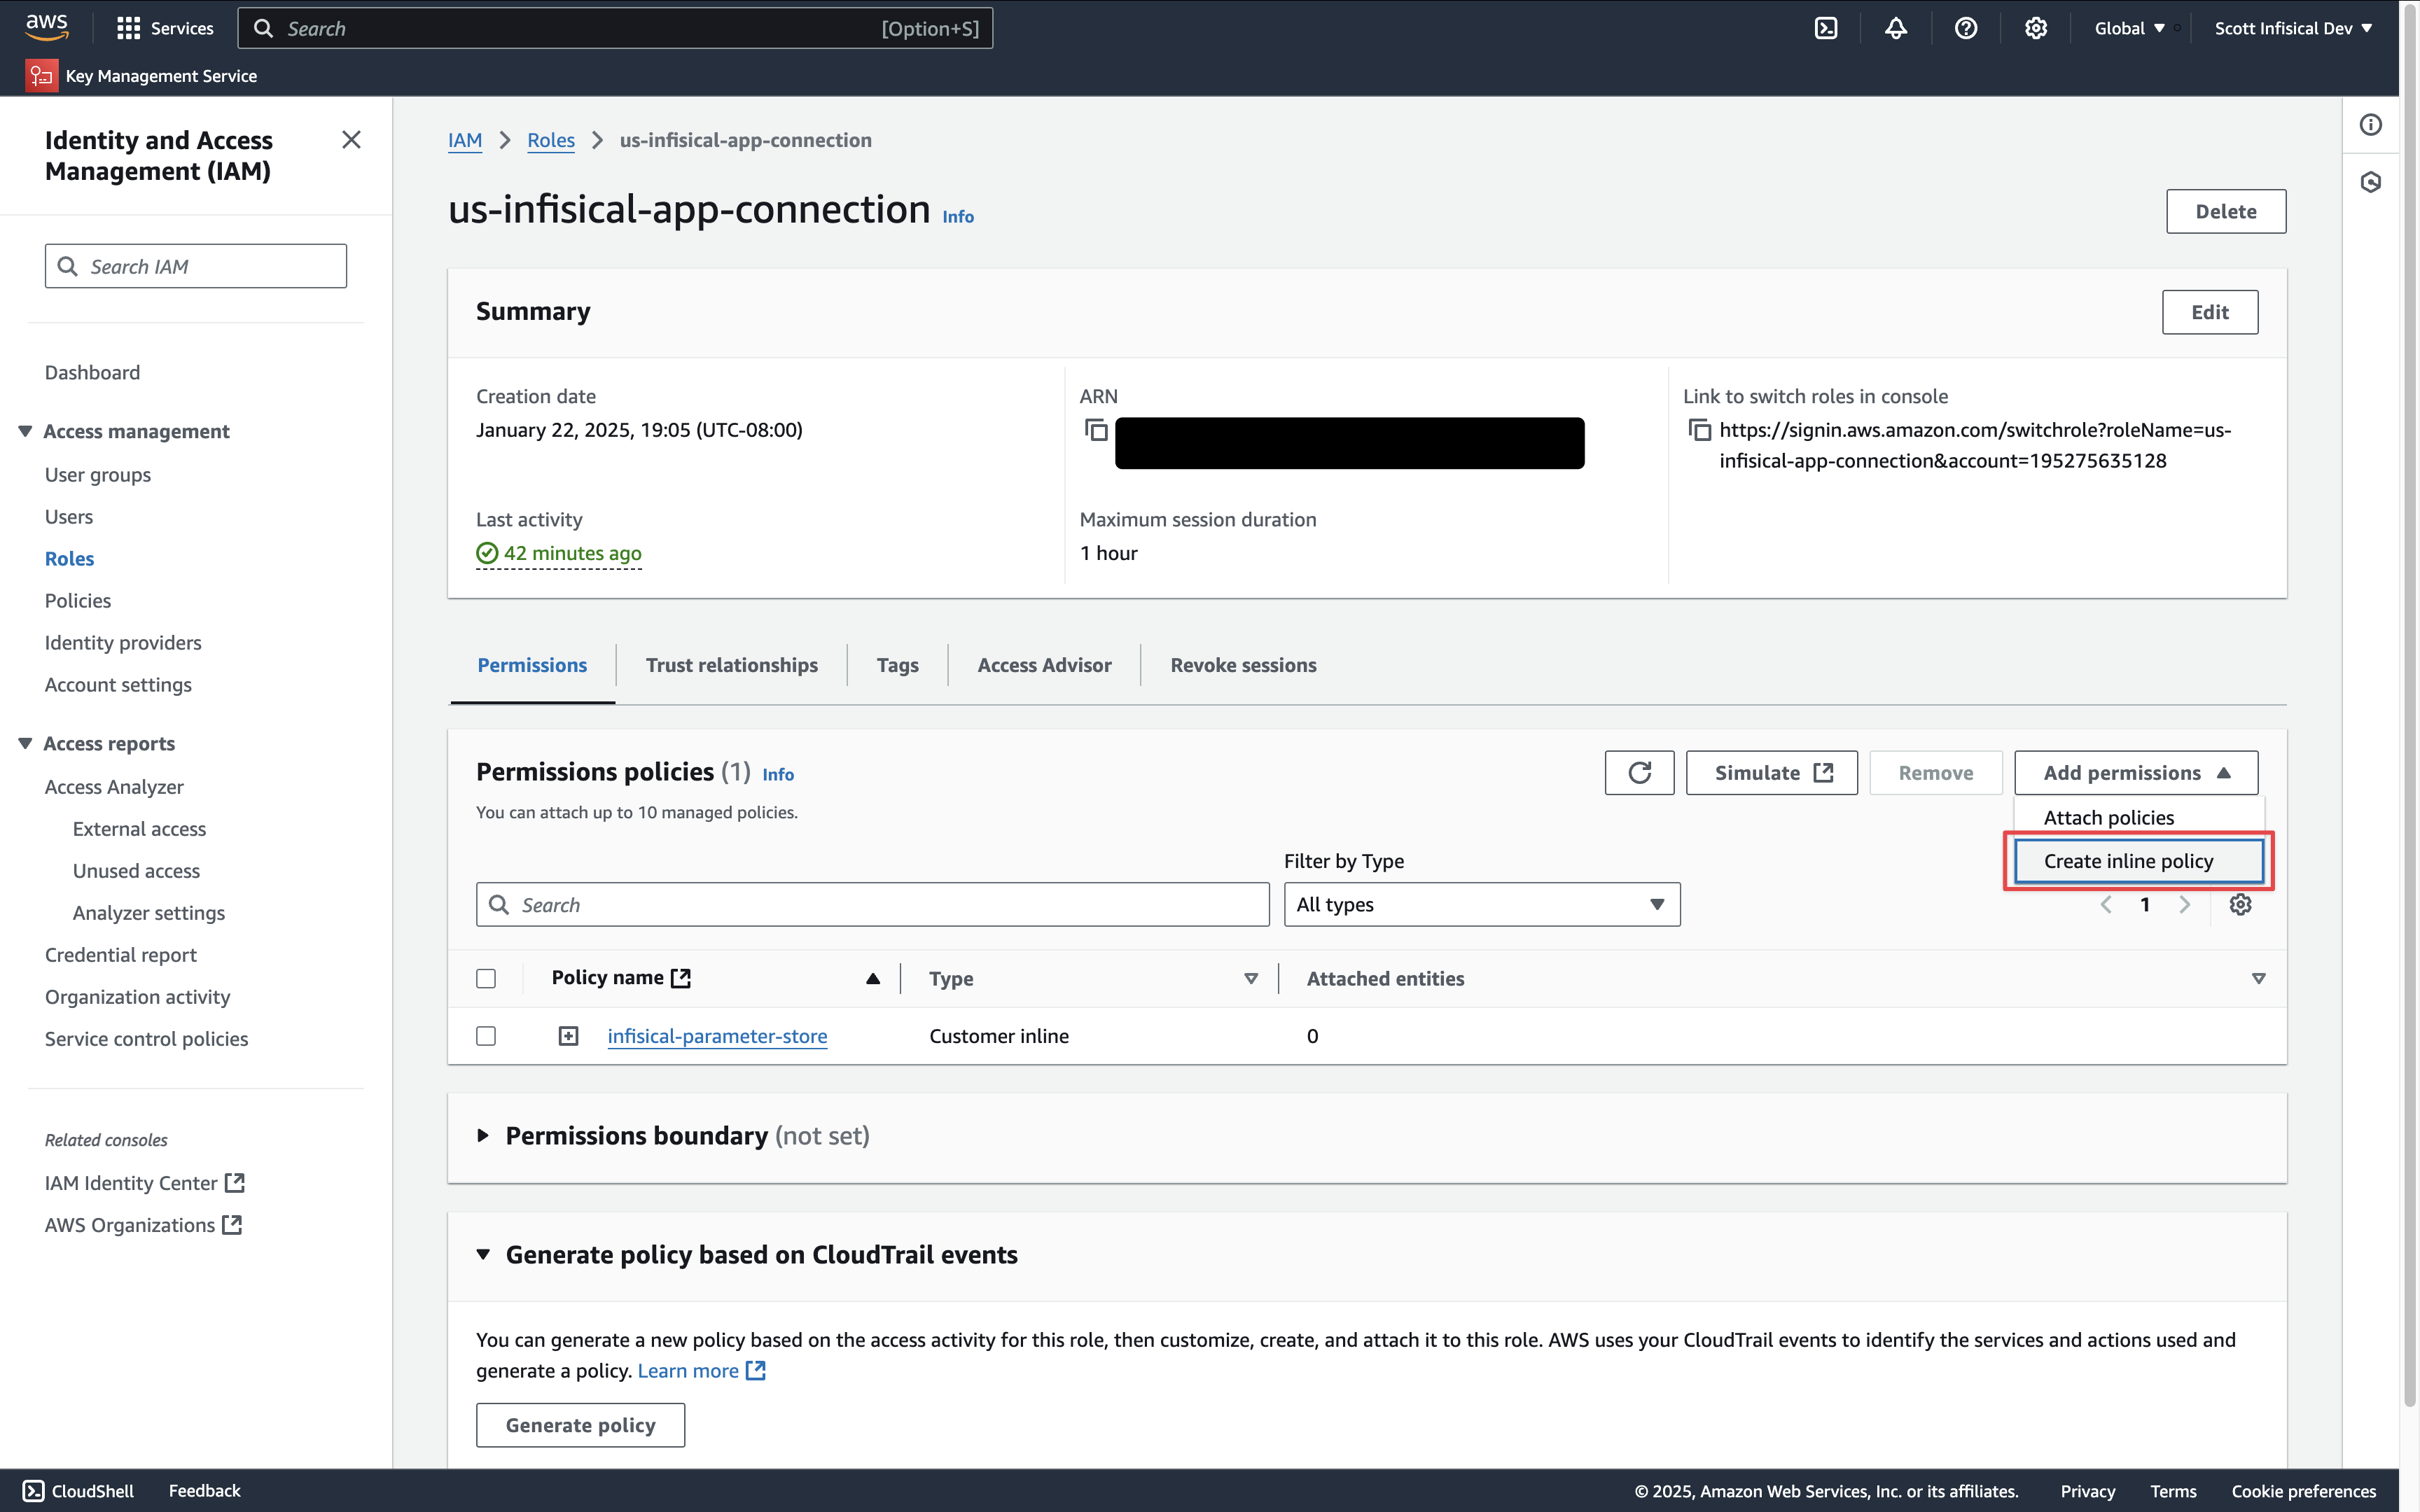 aws
Services
Search
[Option+S]
Global
Scott Infisical Dev
Key Management Service
Identity and Access
Management (IAM)
Search IAM
Dashboard
Access management
User groups
Users
Roles
Policies
Identity providers
Account settings
Access reports
Access Analyzer
External access
Unused access
Analyzer settings
Credential report
Organization activity
Service control policies
Related consoles
IAM Identity Center
AWS Organizations
IAM
Roles
us-infisical-app-connection
us-infisical-app-connection Info
Delete
Summary
Edit
Creation date
January 22, 2025, 19:05 (UTC-08:00)
ARN
Link to switch roles in console
https://signin.aws.amazon.com/switchrole?roleName=us-
infisical-app-connection&account=195275635128
Last activity
42 minutes ago
Maximum session duration
1 hour
Permissions
Trust relationships
Tags
Access Advisor
Revoke sessions
Permissions policies (1) Info
You can attach up to 10 managed policies.
Simulate
Remove
Add permissions
Attach policies
Create inline policy
Filter by Type
Search
All types
1
Policy name
Type
Attached entities
infisical-parameter-store
Customer inline
0
Permissions boundary (not set)
Generate policy based on CloudTrail events
You can generate a new policy based on the access activity for this role, then customize, create, and attach it to this role. AWS uses your CloudTrail events to identify the services and actions used and
generate a policy. Learn more
Generate policy
CloudShell
Feedback
© 2025, Amazon Web Services, Inc. or its affiliates.
Privacy
Terms
Cookie preferences